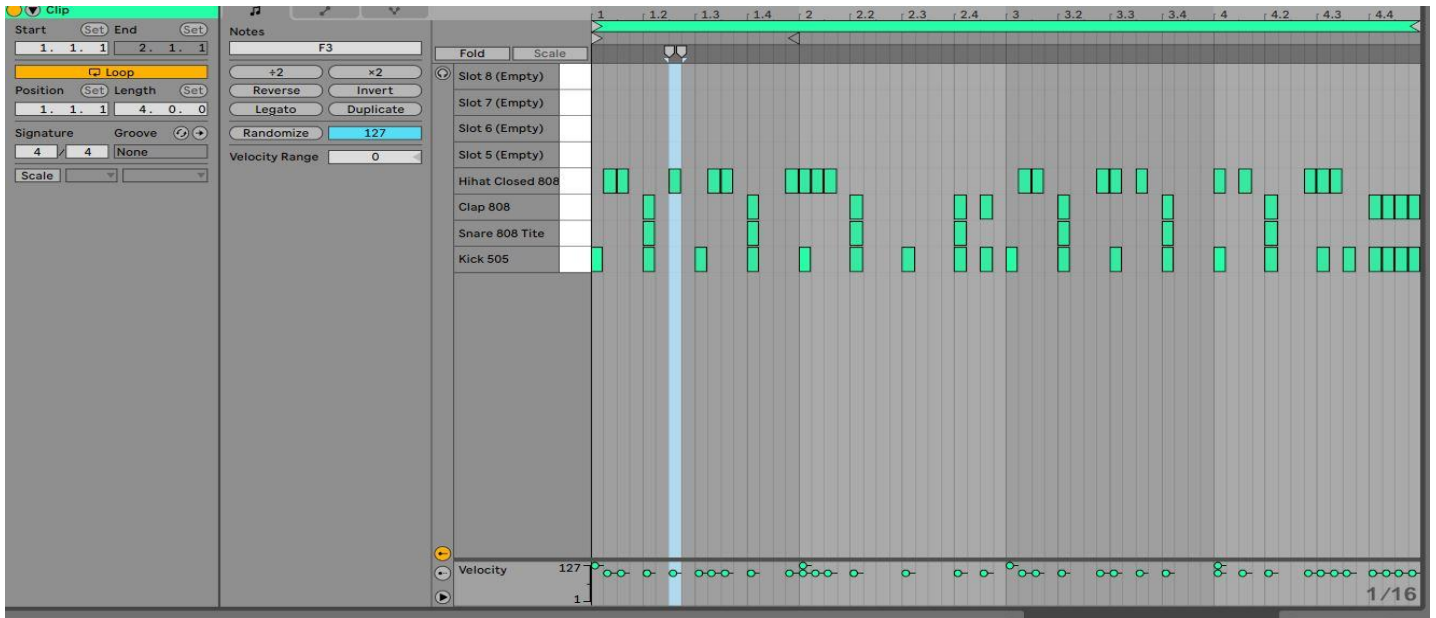 Clip
Start Set End Set
1. 1. 1 2. 1. 1
Loop
Position Set Length Set
1. 1. 1 4. 0. 0
Signature Groove
4 / 4 None
Scale
Notes
F3
÷2 ×2
Reverse Invert
Legato Duplicate
Randomize 127
Velocity Range 0
1 1.2 1.3 1.4 2 2.2 2.3 2.4 3 3.2 3.3 3.4 4 4.2 4.3 4.4
Fold Scale
Slot 8 (Empty)
Slot 7 (Empty)
Slot 6 (Empty)
Slot 5 (Empty)
Hihat Closed 808
Clap 808
Snare 808 Tite
Kick 505
Velocity 127
1
1/16